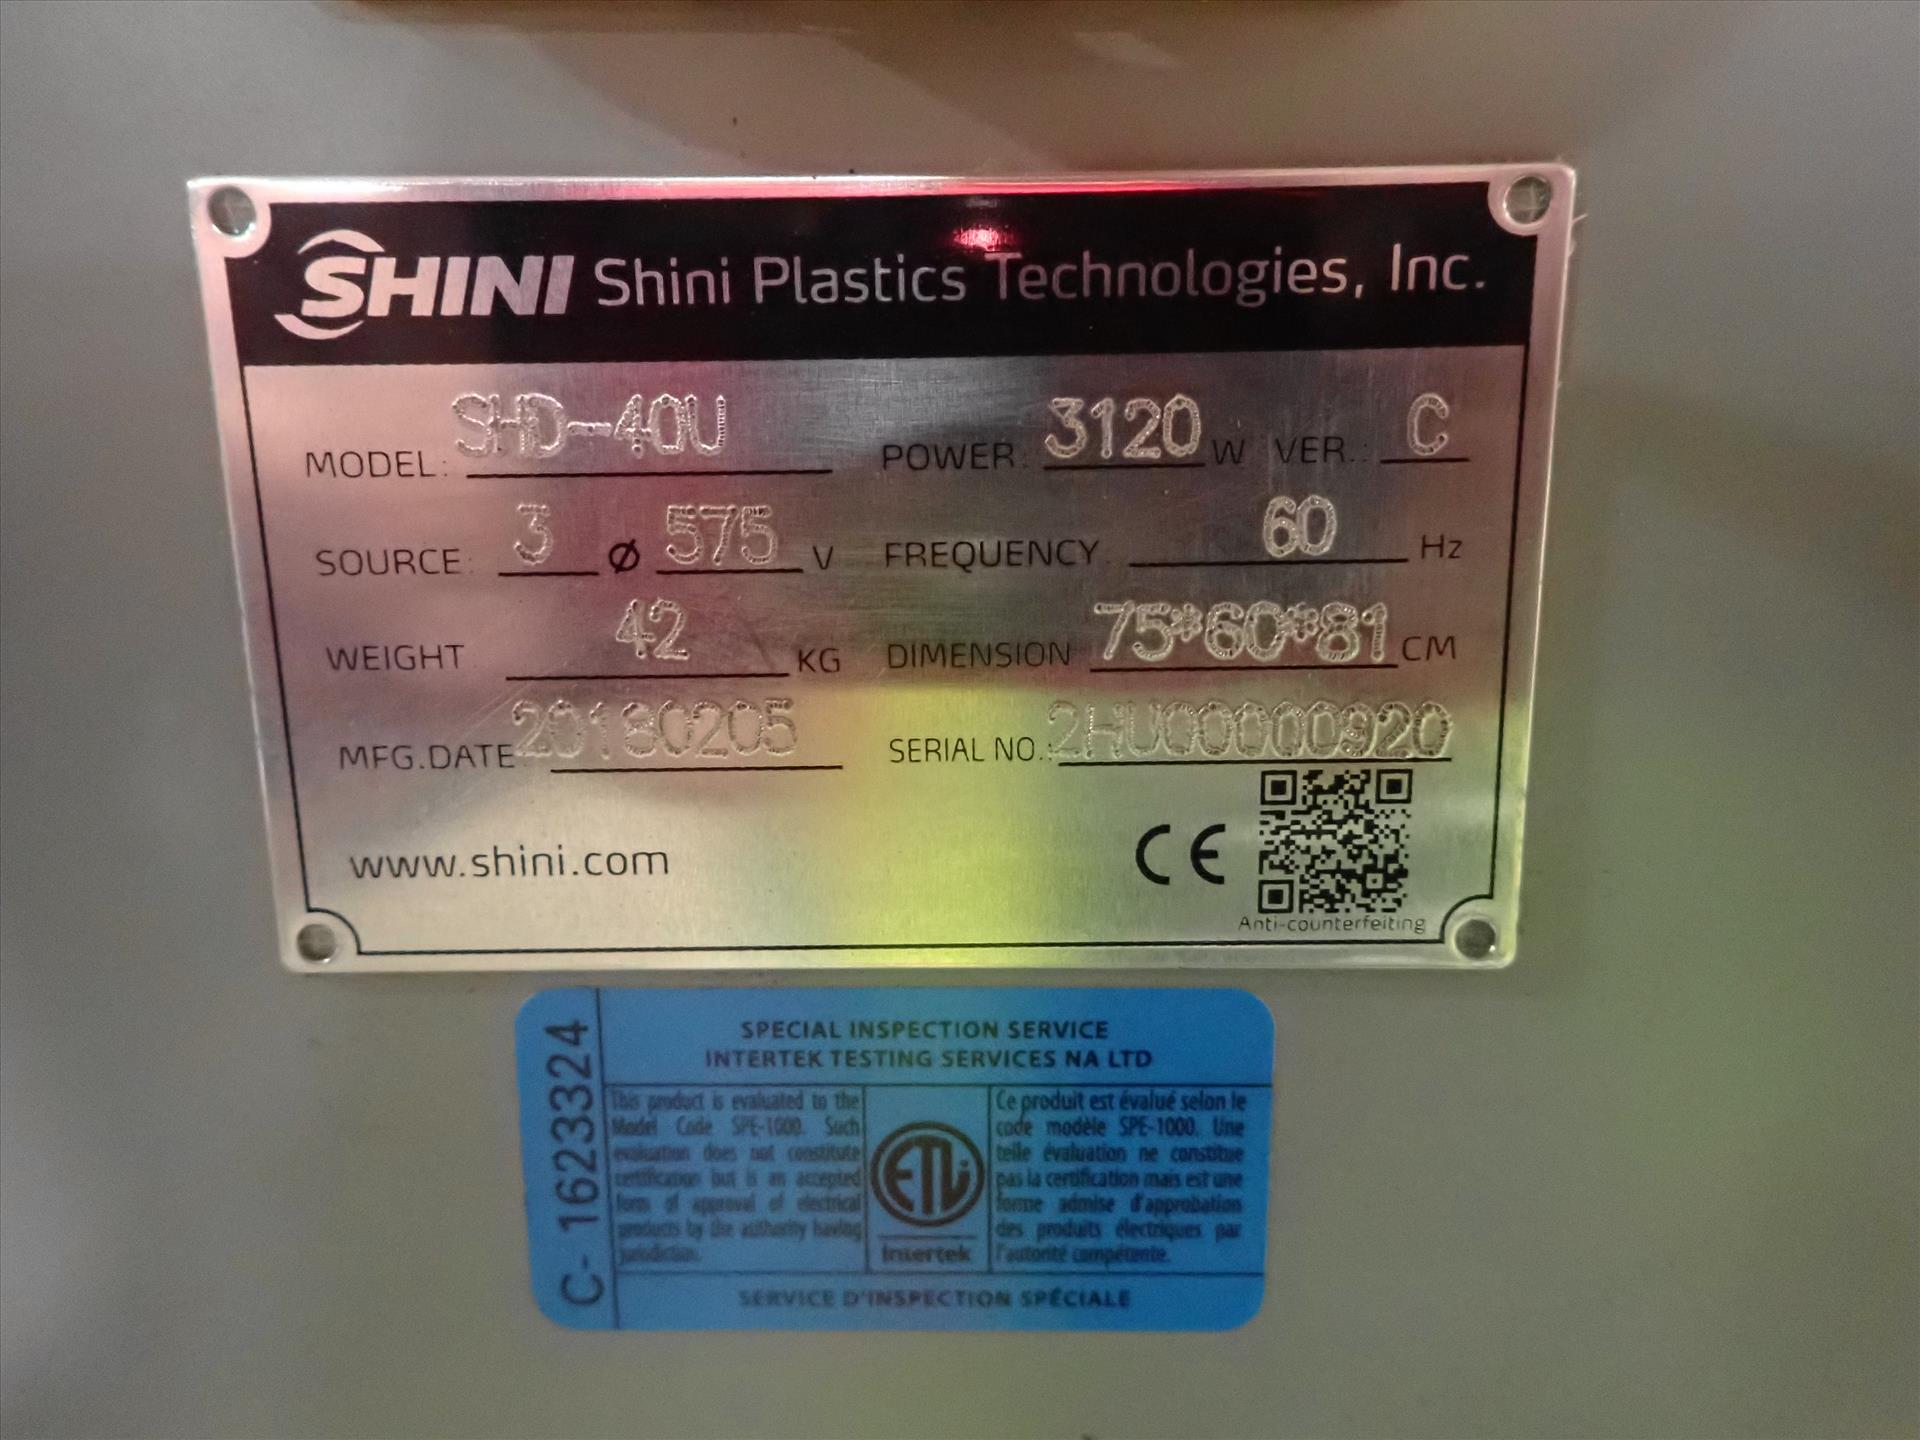 SHINI Shini Plastics Technologies, Inc.
MODEL: SHD-40U POWER: 3120 W VER.: C
SOURCE: 3 Ø 575 V FREQUENCY: 60 Hz
WEIGHT 42 KG DIMENSION 75*60*81 CM
MFG.DATE 20180205 SERIAL NO.: 2HU00000920
www.shini.com
CE
Anti-counterfeiting
C- 1623324
SPECIAL INSPECTION SERVICE
INTERTEK TESTING SERVICES NA LTD
This product is evaluated to the
Model Code SPE-1000. Such
evaluation does not constitute
certification but is an accepted
form of approval of electrical
products by the authority having
jurisdiction.
ETL
Intertek
Ce produit est évalué selon le
code modèle SPE-1000. Une
telle évaluation ne constitue
pas la certification mais est une
forme admise d'approbation
des produits électriques par
l'autorité compétente.
SERVICE D'INSPECTION SPÉCIALE